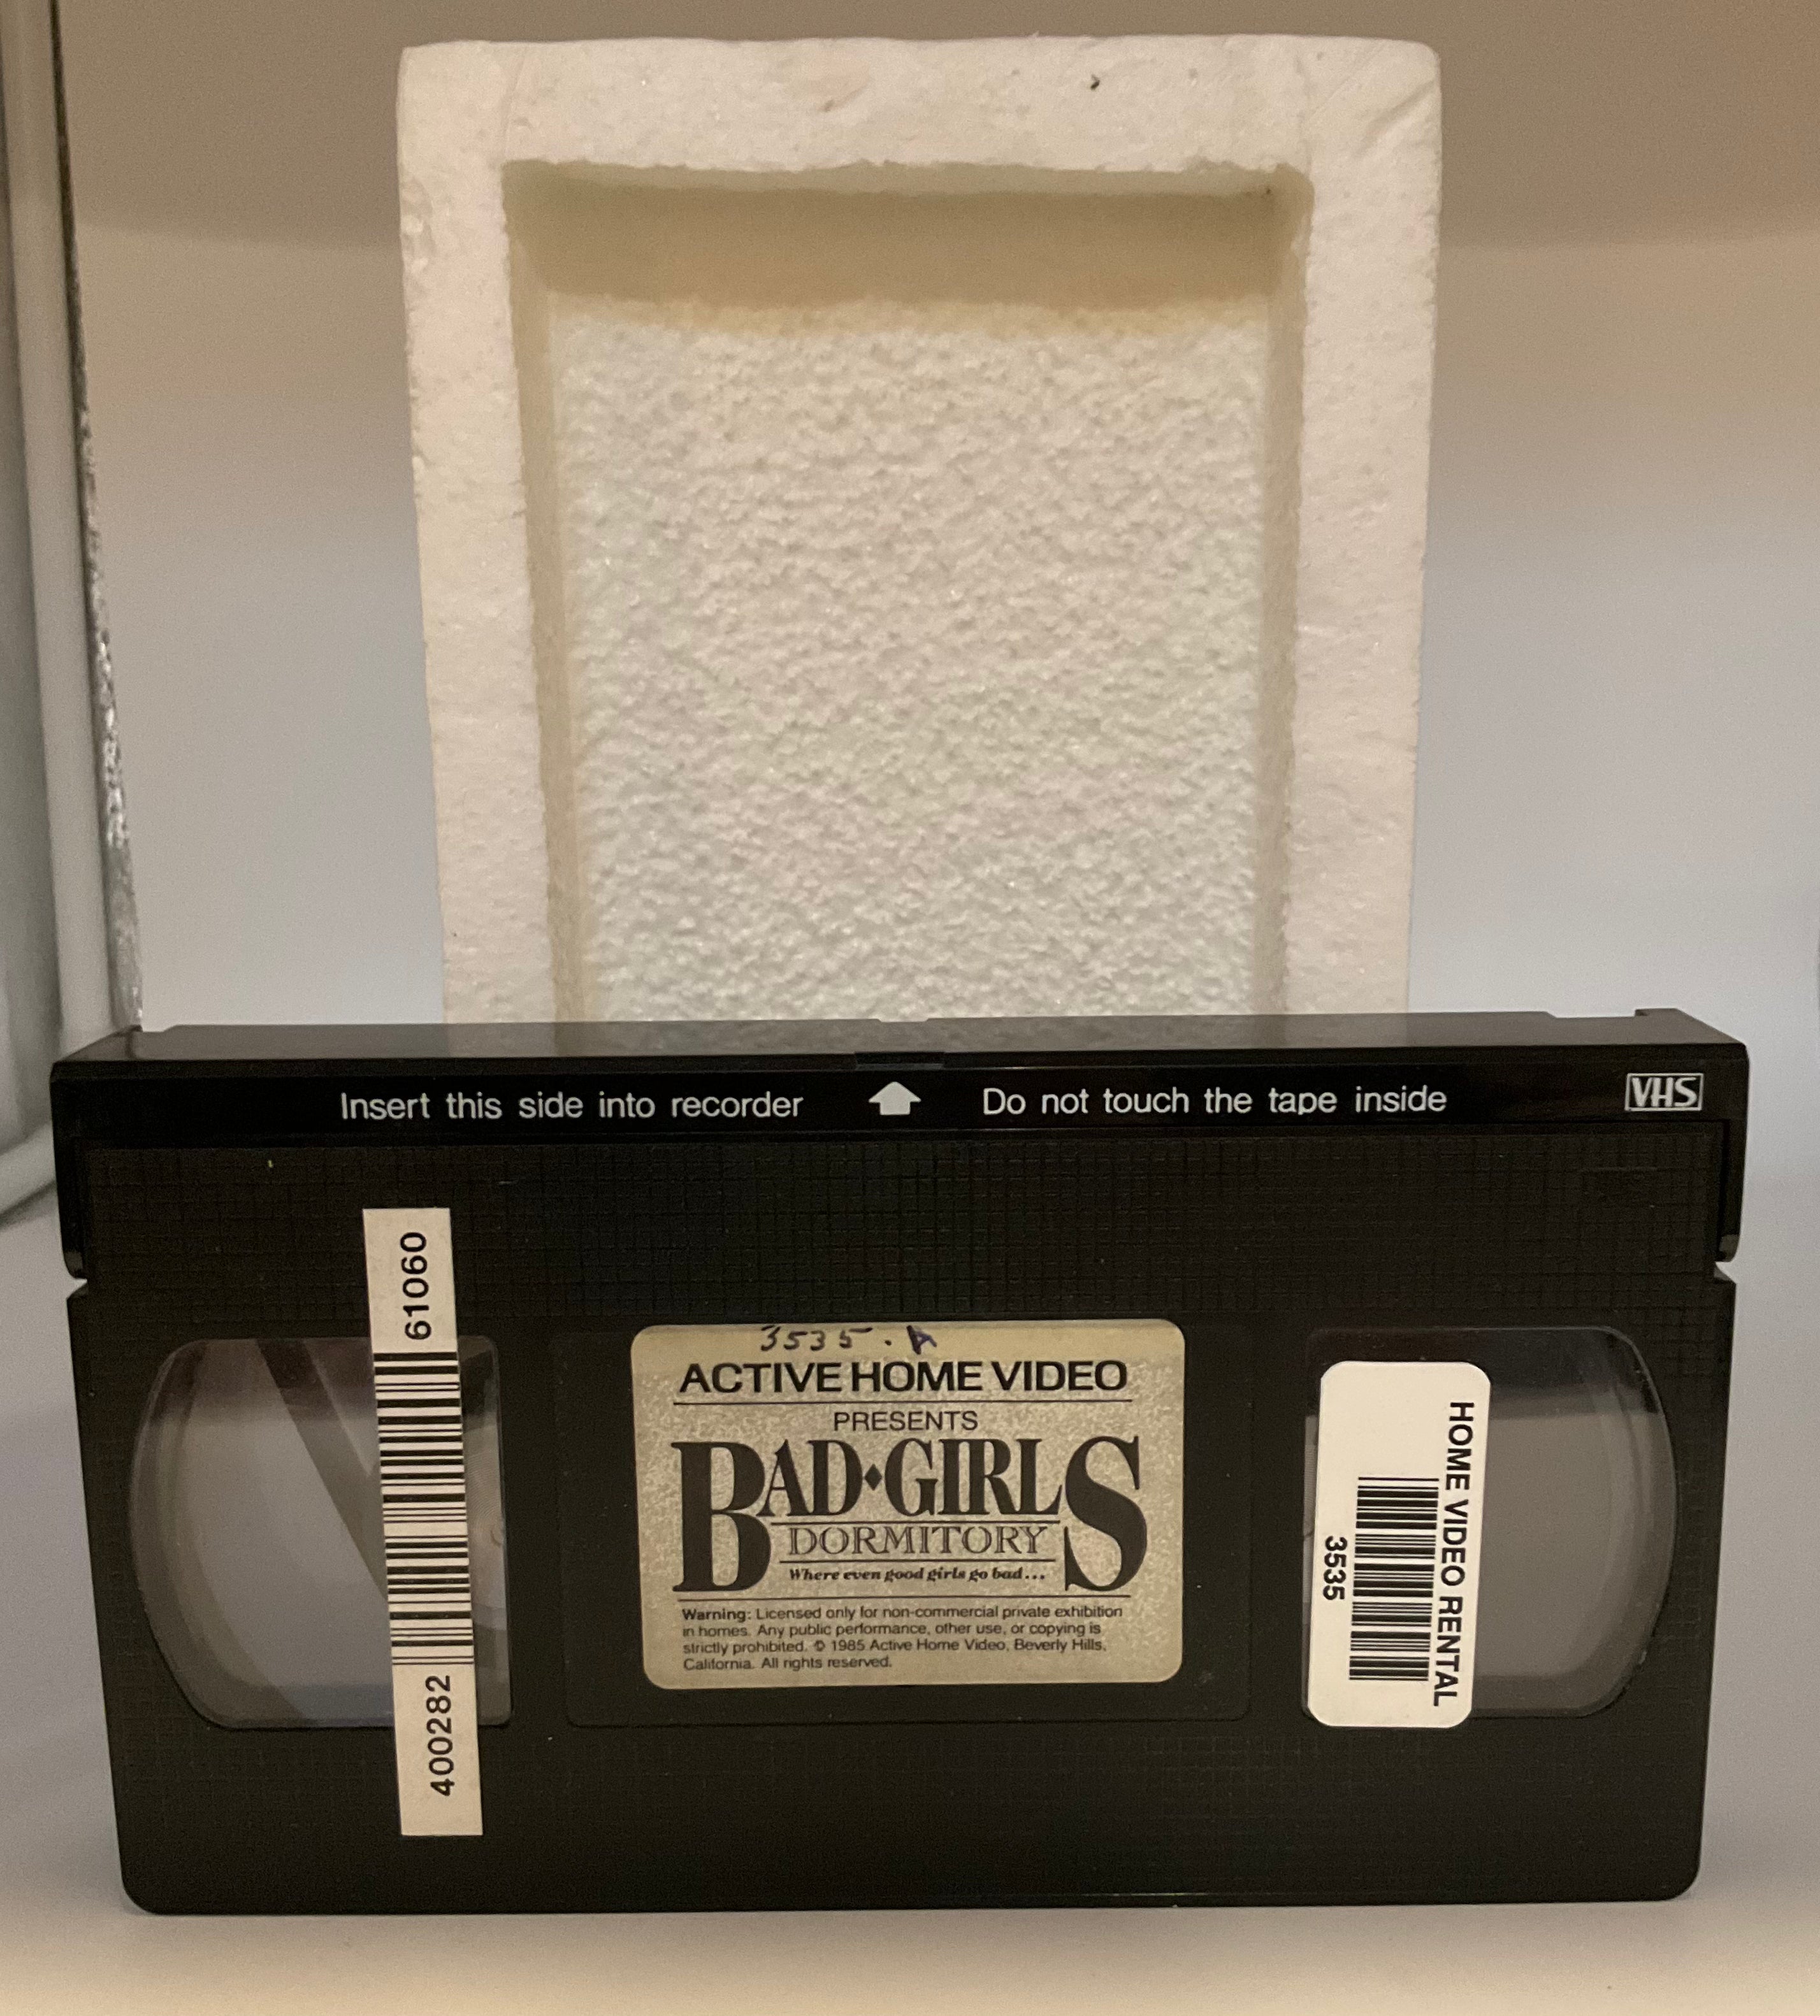 Insert this side into recorder
Do not touch the tape inside
VHS
61060
400282
3535 . A
ACTIVE HOME VIDEO
PRESENTS
BAD·GIRLS
DORMITORY
Where even good girls go bad...
Warning: Licensed only for non-commercial private exhibition
in homes. Any public performance, other use, or copying is
strictly prohibited. © 1985 Active Home Video, Beverly Hills,
California. All rights reserved.
HOME VIDEO RENTAL
3535